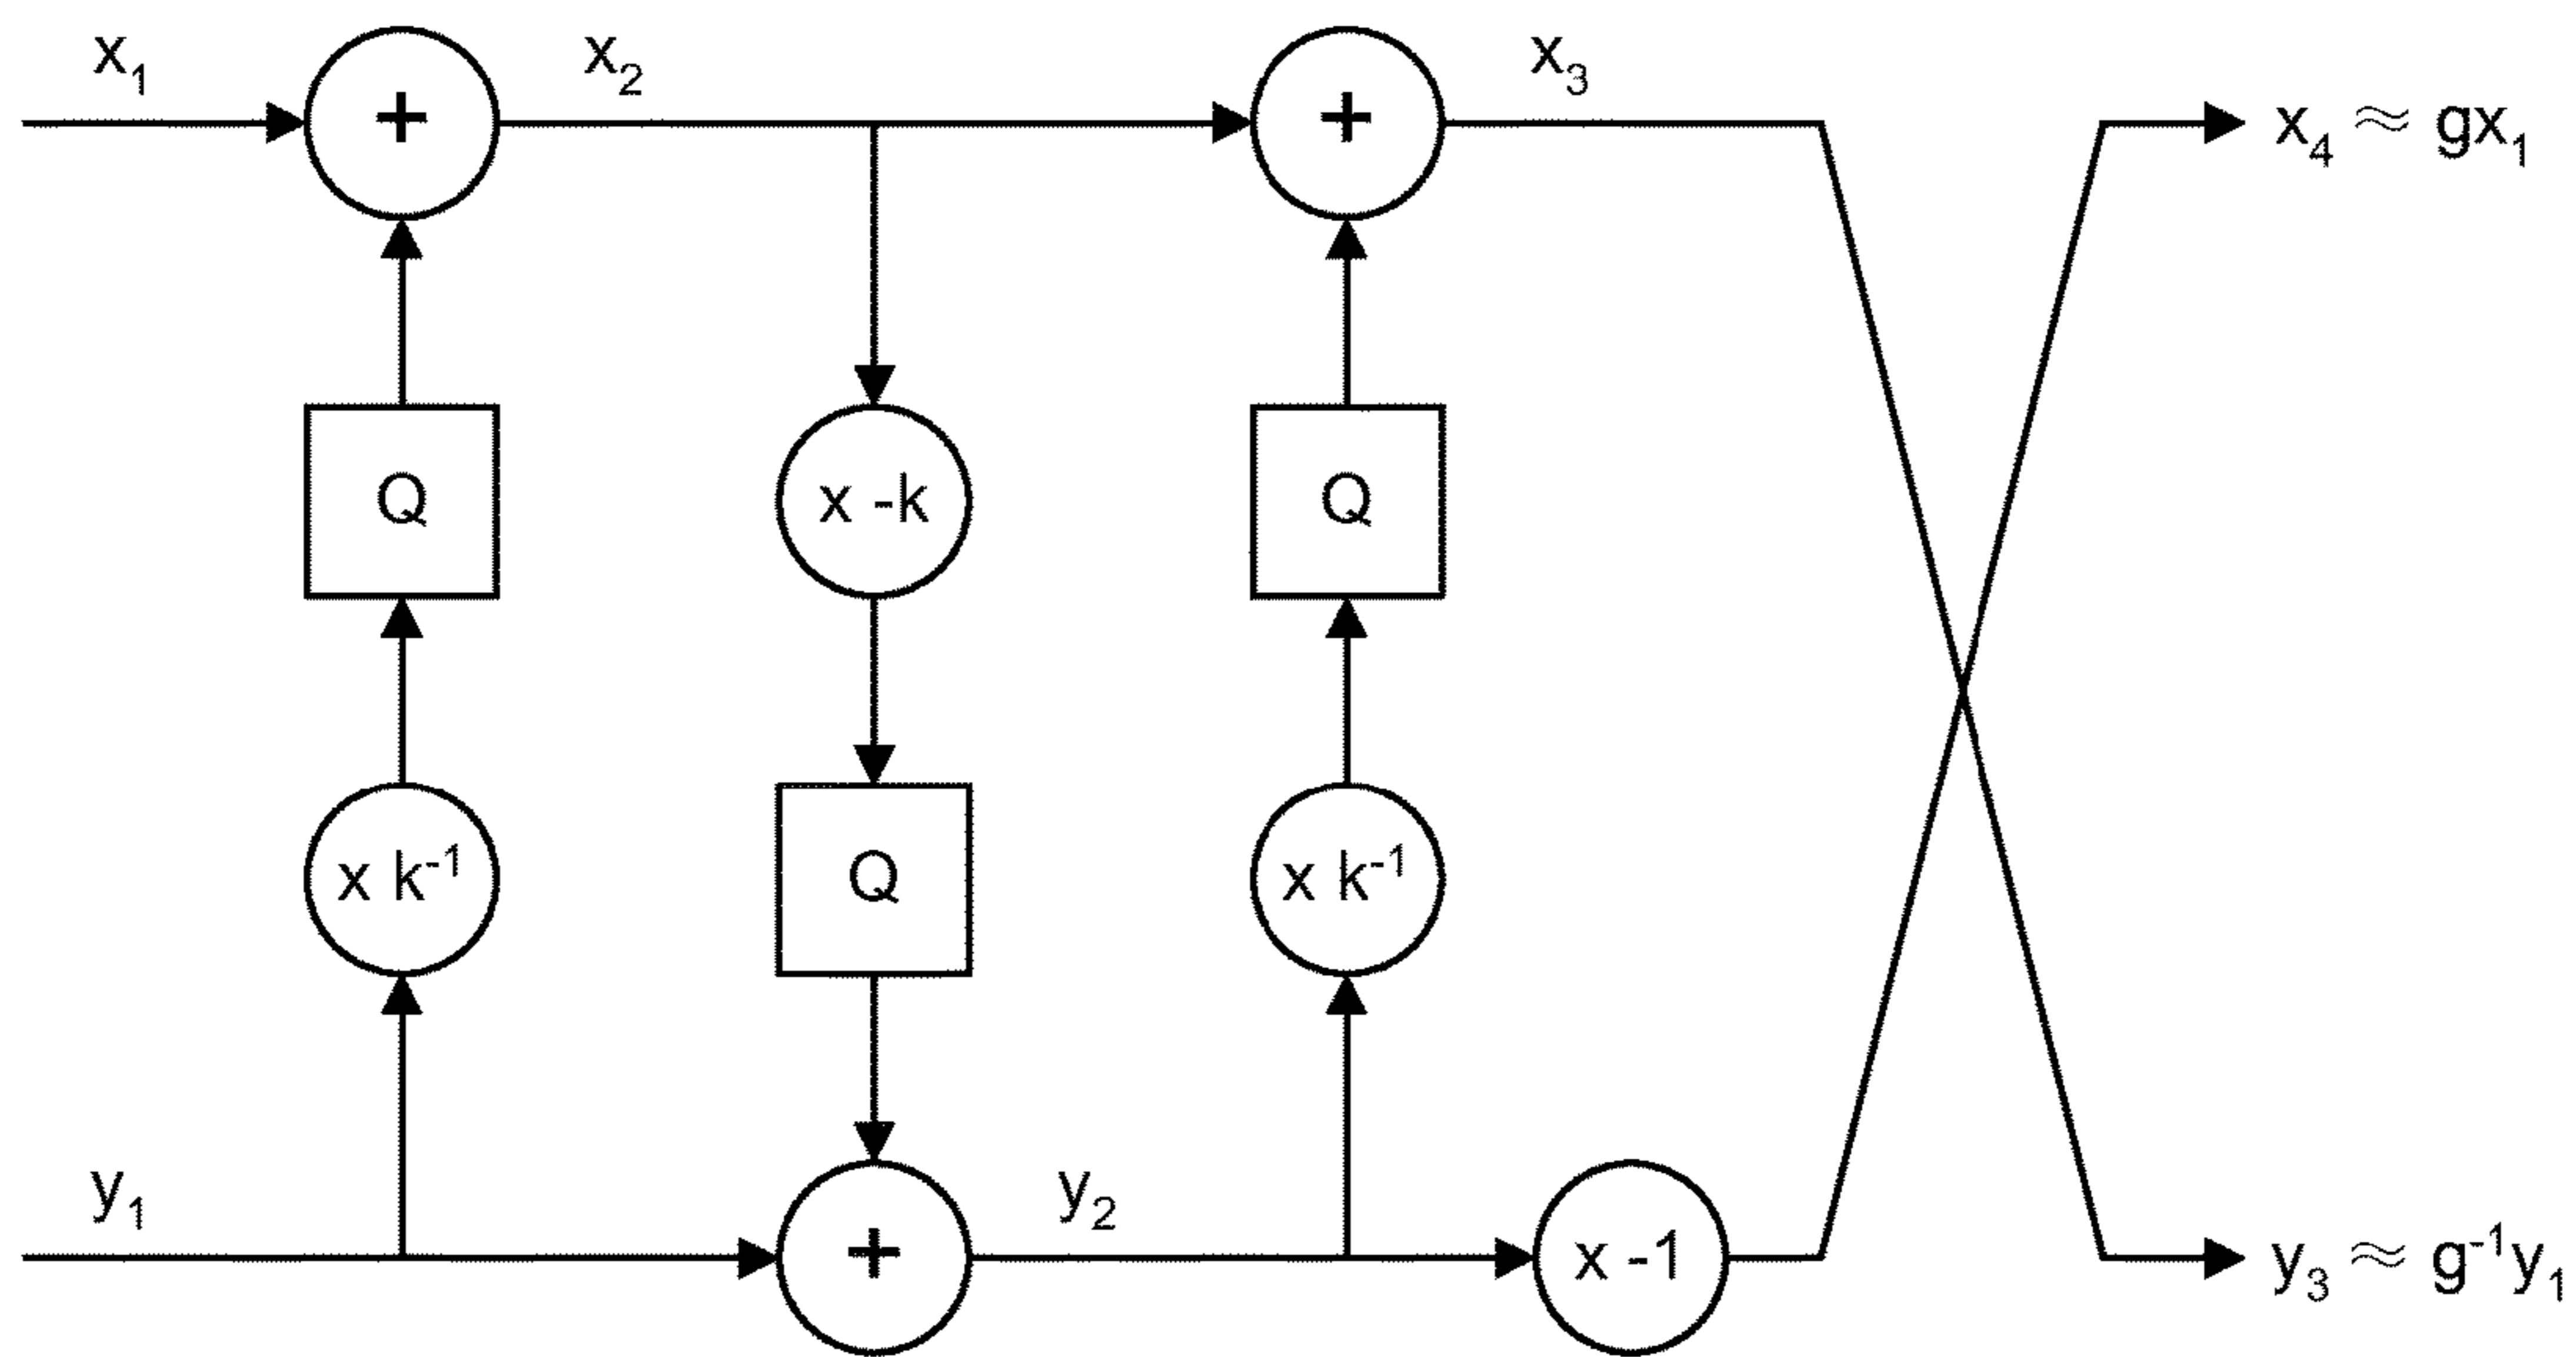 x₁
x₂
x₃
+
+
x₄ ≈ gx₁
Q
x -k
Q
x k⁻¹
Q
x k⁻¹
y₁
y₂
+
x -1
y₃ ≈ g⁻¹y₁